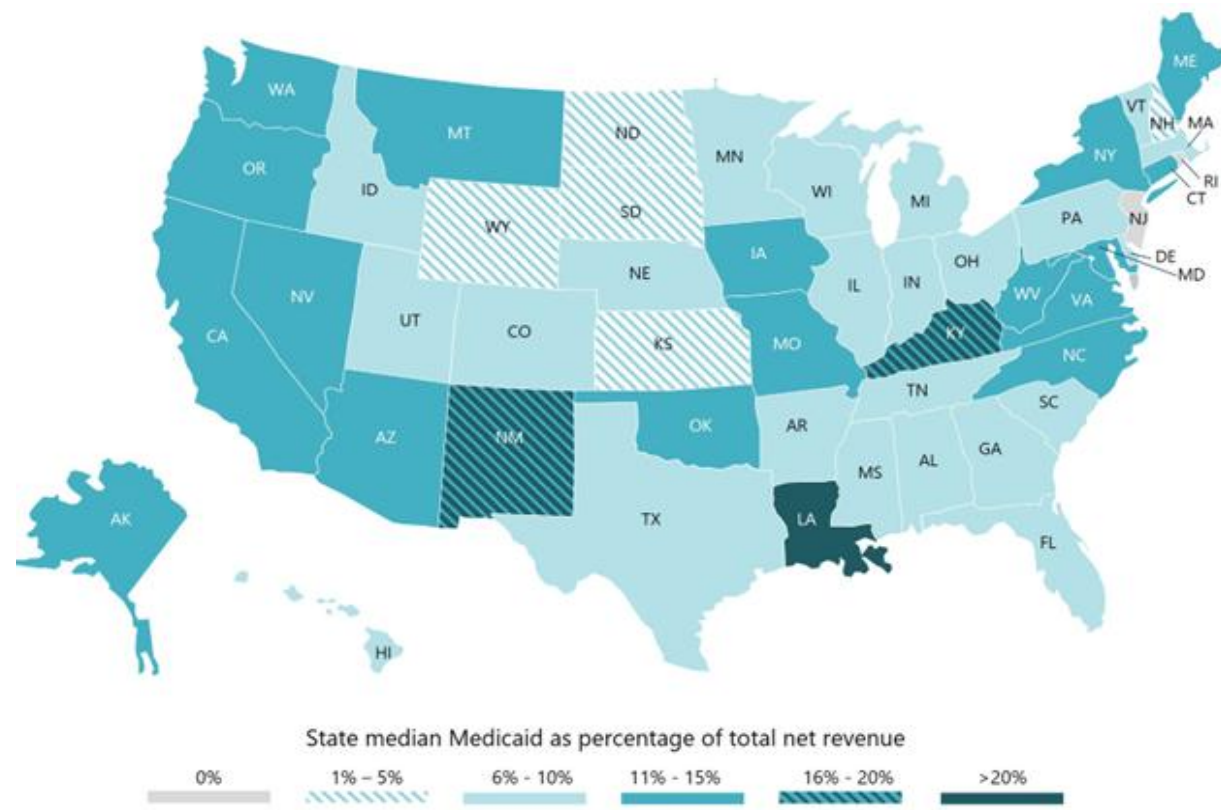 ME
WA
VT
NH
MA
MT
ND
MN
NY
OR
ID
WI
RI
SD
MI
CT
WY
PA
NJ
IA
DE
NE
OH
MD
NV
IL
IN
WV
VA
UT
CO
CA
KS
MO
KY
NC
TN
SC
AZ
NM
OK
AR
GA
AL
MS
AK
TX
LA
FL
HI
State median Medicaid as percentage of total net revenue
0% 1% – 5% 6% - 10% 11% - 15% 16% - 20% >20%